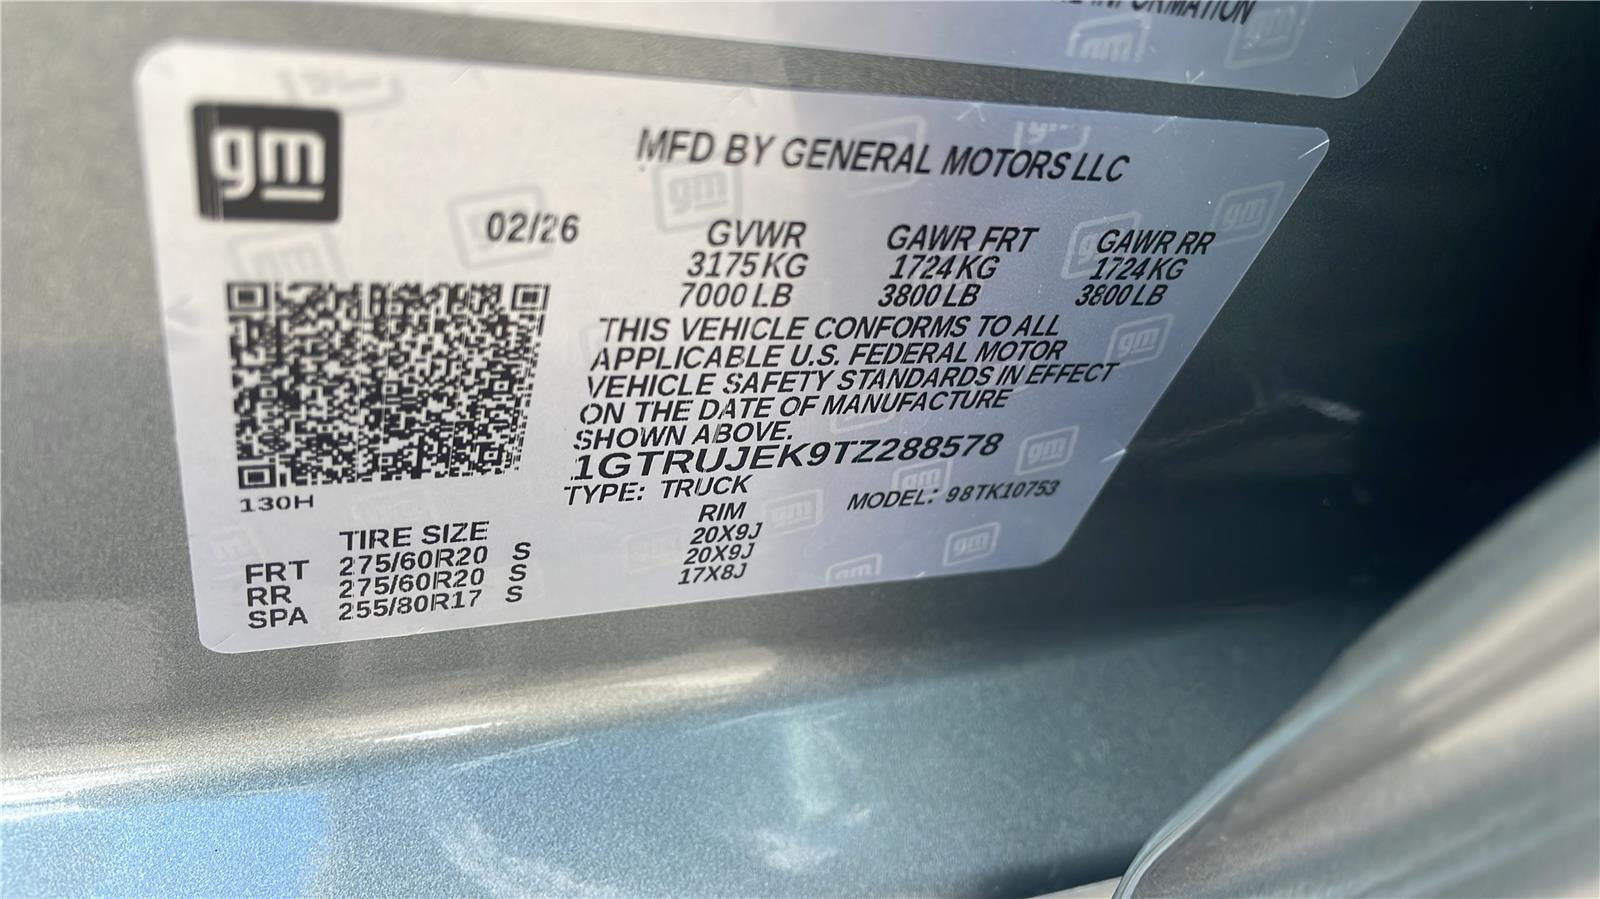 INFORMATION
gm
MFD BY GENERAL MOTORS LLC
02/26
GVWR GAWR FRT GAWR RR
3175 KG 1724 KG 1724 KG
7000 LB 3800 LB 3800 LB
THIS VEHICLE CONFORMS TO ALL
APPLICABLE U.S. FEDERAL MOTOR
VEHICLE SAFETY STANDARDS IN EFFECT
ON THE DATE OF MANUFACTURE
SHOWN ABOVE.
1GTRUJEK9TZ288578
TYPE: TRUCK MODEL: 98TK10753
130H
TIRE SIZE RIM
FRT 275/60R20 S 20X9J
RR 275/60R20 S 20X9J
SPA 255/80R17 S 17X8J